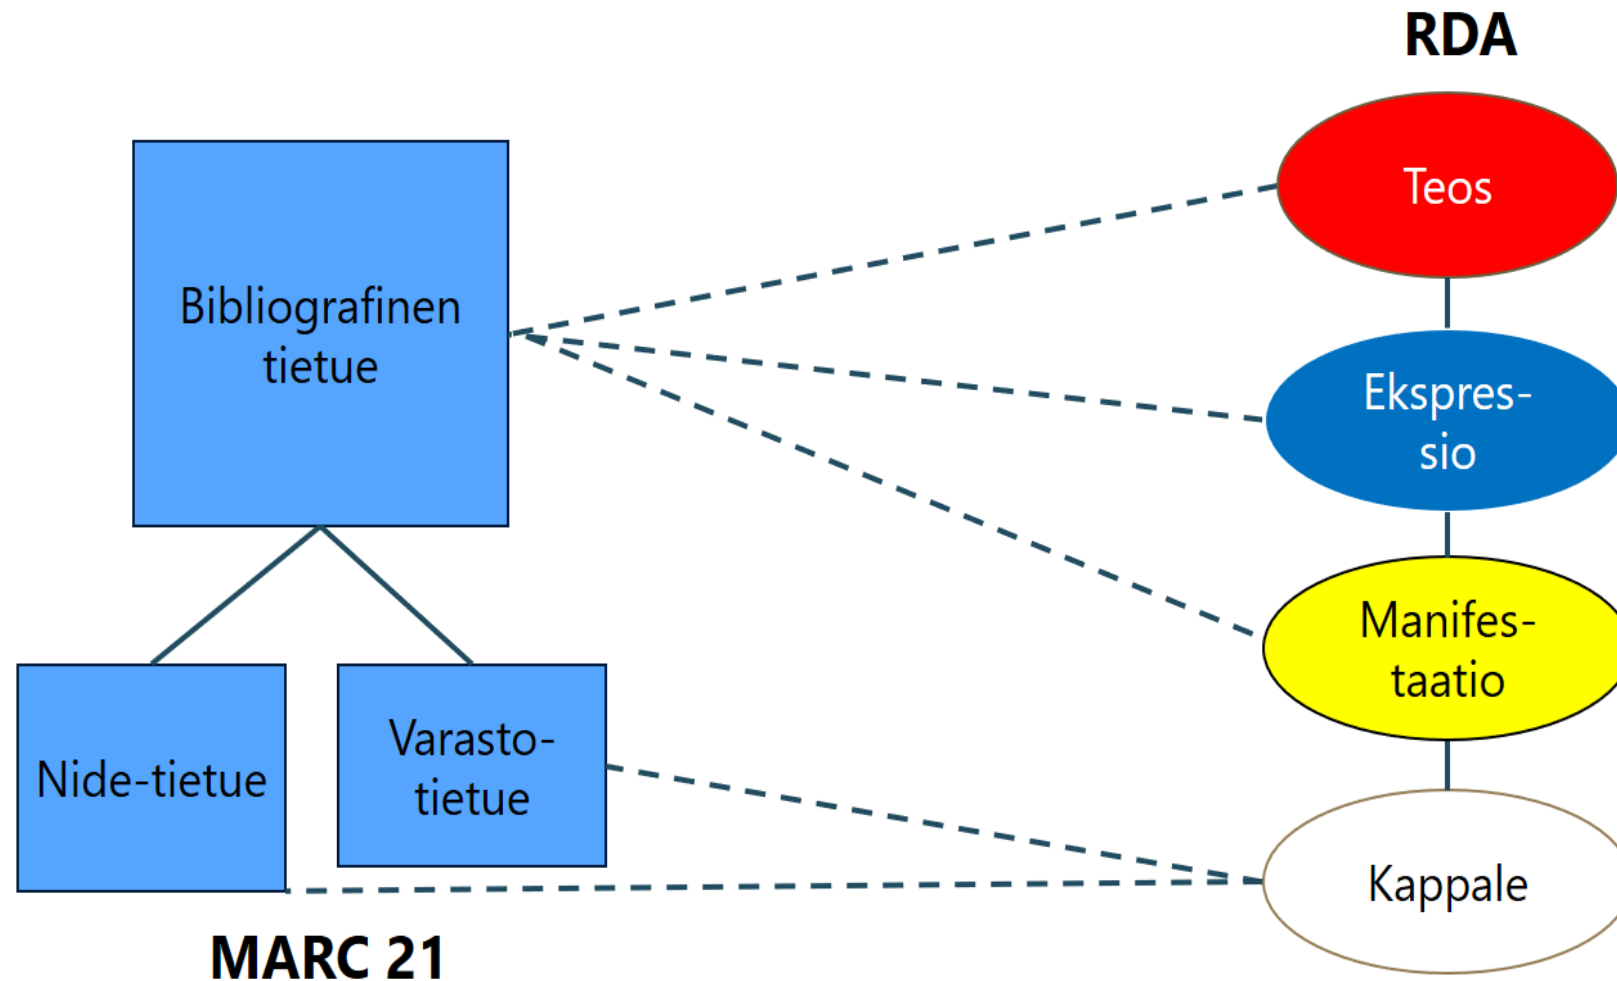 RDA
Teos
Bibliografinen
tietue
Ekspres-
sio
Manifes-
taatio
Varasto-
tietue
Nide-tietue
Kappale
MARC 21